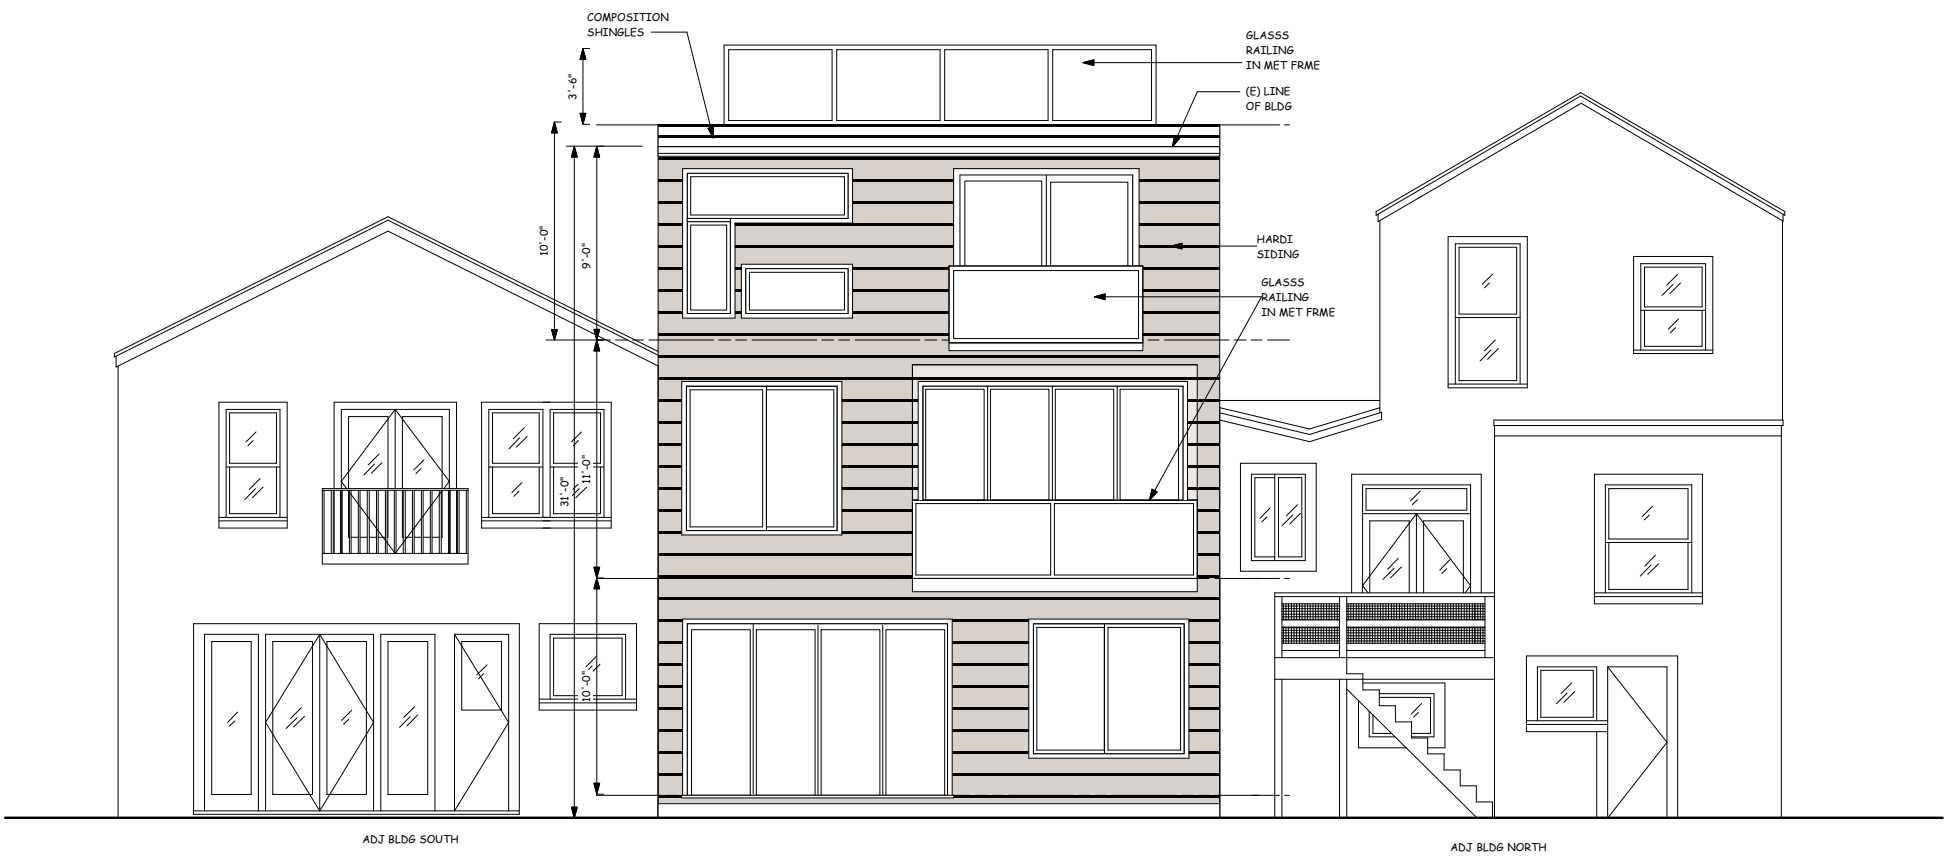 COMPOSITION
SHINGLES
GLASSS
RAILING
IN MET FRME
3'-6"
(E) LINE
OF BLDG
10'-0"
9'-0"
HARDI
SIDING
GLASSS
RAILING
IN MET FRME
11'-0"
31'-0"
10'-0"
ADJ BLDG SOUTH
ADJ BLDG NORTH